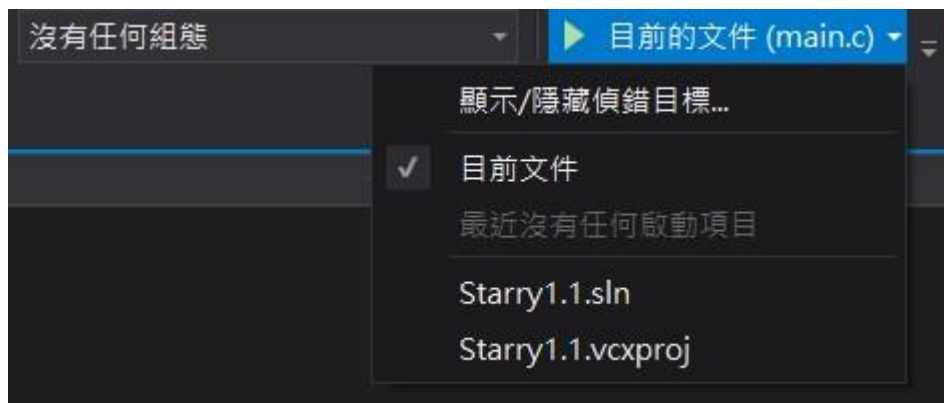 沒有任何組態
目前的文件 (main.c)
顯示/隱藏偵錯目標...
目前文件
最近沒有任何啟動項目
Starry1.1.sln
Starry1.1.vcxproj